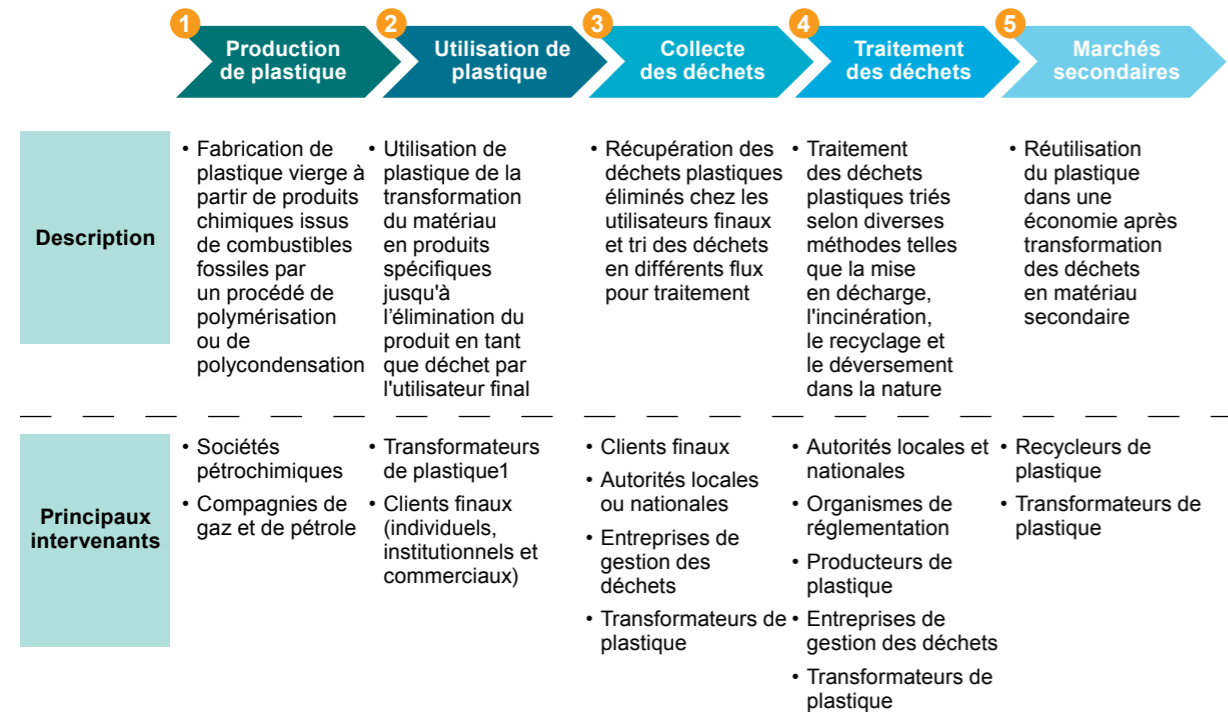 1
Production
de plastique
2
Utilisation de
plastique
3
Collecte
des déchets
4
Traitement
des déchets
5
Marchés
secondaires
Description
• Fabrication de
plastique vierge à
partir de produits
chimiques issus
de combustibles
fossiles par
un procédé de
polymérisation
ou de
polycondensation
• Utilisation de
plastique de la
transformation
du matériau
en produits
spécifiques
jusqu'à
l’élimination du
produit en tant
que déchet par
l'utilisateur final
• Récupération des
déchets plastiques
éliminés chez les
utilisateurs finaux
et tri des déchets
en différents flux
pour traitement
• Traitement
des déchets
plastiques triés
selon diverses
méthodes telles
que la mise
en décharge,
l'incinération,
le recyclage et
le déversement
dans la nature
• Réutilisation
du plastique
dans une
économie après
transformation
des déchets
en matériau
secondaire
Principaux
intervenants
• Sociétés
pétrochimiques
• Compagnies de
gaz et de pétrole
• Transformateurs
de plastique1
• Clients finaux
(individuels,
institutionnels et
commerciaux)
• Clients finaux
• Autorités locales
ou nationales
• Entreprises de
gestion des
déchets
• Transformateurs de
plastique
• Autorités locales et
nationales
• Organismes de
réglementation
• Producteurs de
plastique
• Entreprises de
gestion des déchets
• Transformateurs de
plastique
• Recycleurs de
plastique
• Transformateurs de
plastique